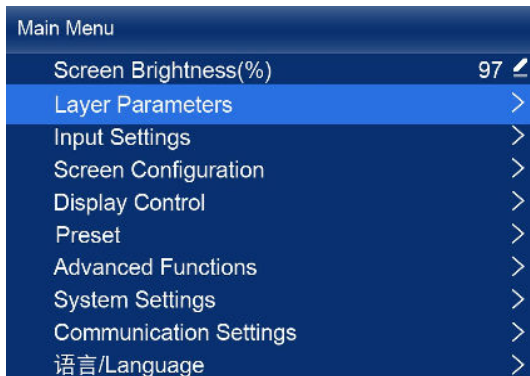 Main Menu
Screen Brightness(%) 97
Layer Parameters
Input Settings
Screen Configuration
Display Control
Preset
Advanced Functions
System Settings
Communication Settings
语言/Language